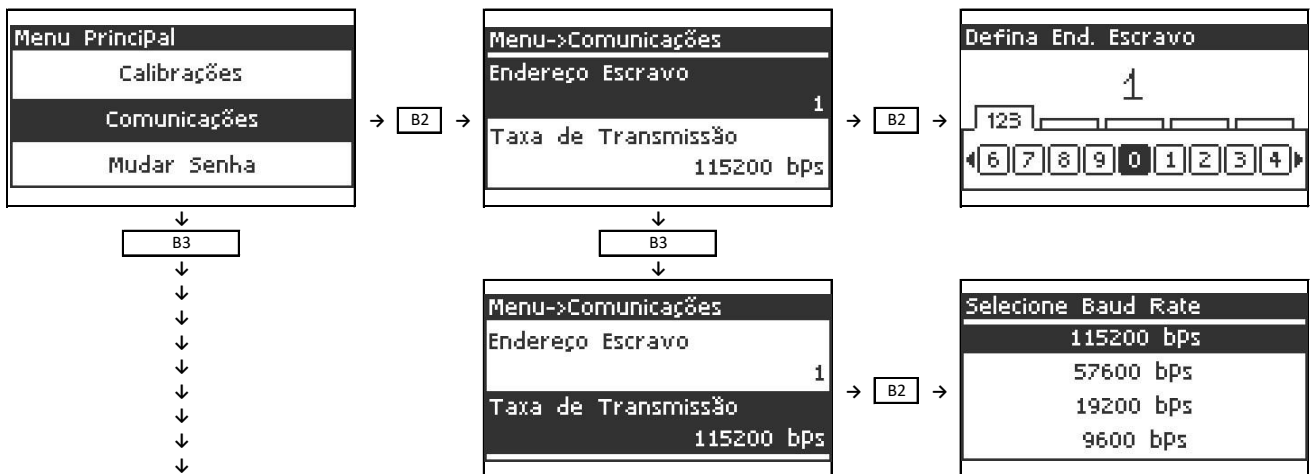 Menu Principal
Calibrações
Comunicações
Mudar Senha
→ B2 →
Menu->Comunicações
Endereço Escravo
1
Taxa de Transmissão
115200 bps
→ B2 →
Defina End. Escravo
1
123
6 7 8 9 0 1 2 3 4
↓
B3
↓
↓
B3
↓
↓
↓
↓
↓
↓
↓
↓
↓
Menu->Comunicações
Endereço Escravo
1
Taxa de Transmissão
115200 bps
→ B2 →
Selecione Baud Rate
115200 bps
57600 bps
19200 bps
9600 bps